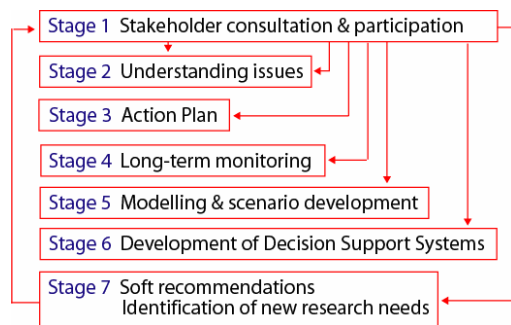 Stage 1 Stakeholder consultation & participation
Stage 2 Understanding issues
Stage 3 Action Plan
Stage 4 Long-term monitoring
Stage 5 Modelling & scenario development
Stage 6 Development of Decision Support Systems
Stage 7 Soft recommendations
Identification of new research needs